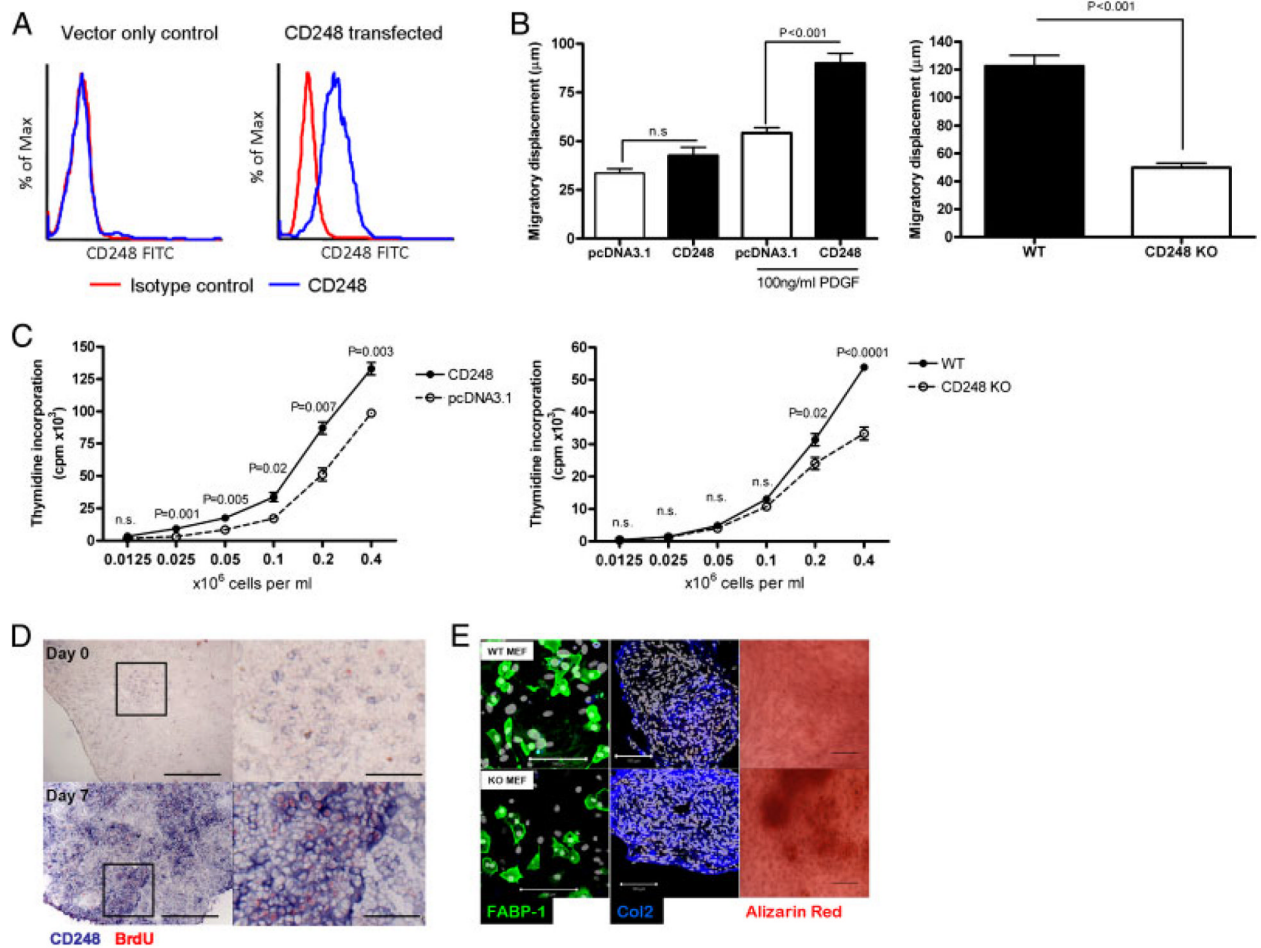 A
Vector only control
CD248 transfected
% of Max
% of Max
CD248 FITC
CD248 FITC
Isotype control
CD248
B
Migratory displacement (μm)
100
75
50
25
0
n.s
P<0.001
pcDNA3.1
CD248
pcDNA3.1
CD248
100ng/ml PDGF
P<0.001
Migratory displacement (μm)
140
120
100
80
60
40
20
0
WT
CD248 KO
C
Thymidine incorporation
(cpm x10³)
150
125
100
75
50
25
0
n.s.
P=0.001
P=0.005
P=0.02
P=0.007
P=0.003
CD248
pcDNA3.1
0.0125 0.025 0.05 0.1 0.2 0.4
x10⁶ cells per ml
Thymidine incorporation
(cpm x10³)
60
50
40
30
20
10
0
n.s.
n.s.
n.s.
n.s.
P=0.02
P<0.0001
WT
CD248 KO
0.0125 0.025 0.05 0.1 0.2 0.4
x10⁶ cells per ml
D
Day 0
Day 7
CD248 BrdU
E
WT MEF
KO MEF
FABP-1
Col2
Alizarin Red